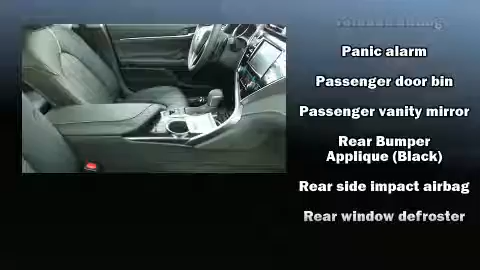 Panic alarm
Passenger door bin
Passenger vanity mirror
Rear Bumper
Applique (Black)
Rear side impact airbag
Rear window defroster